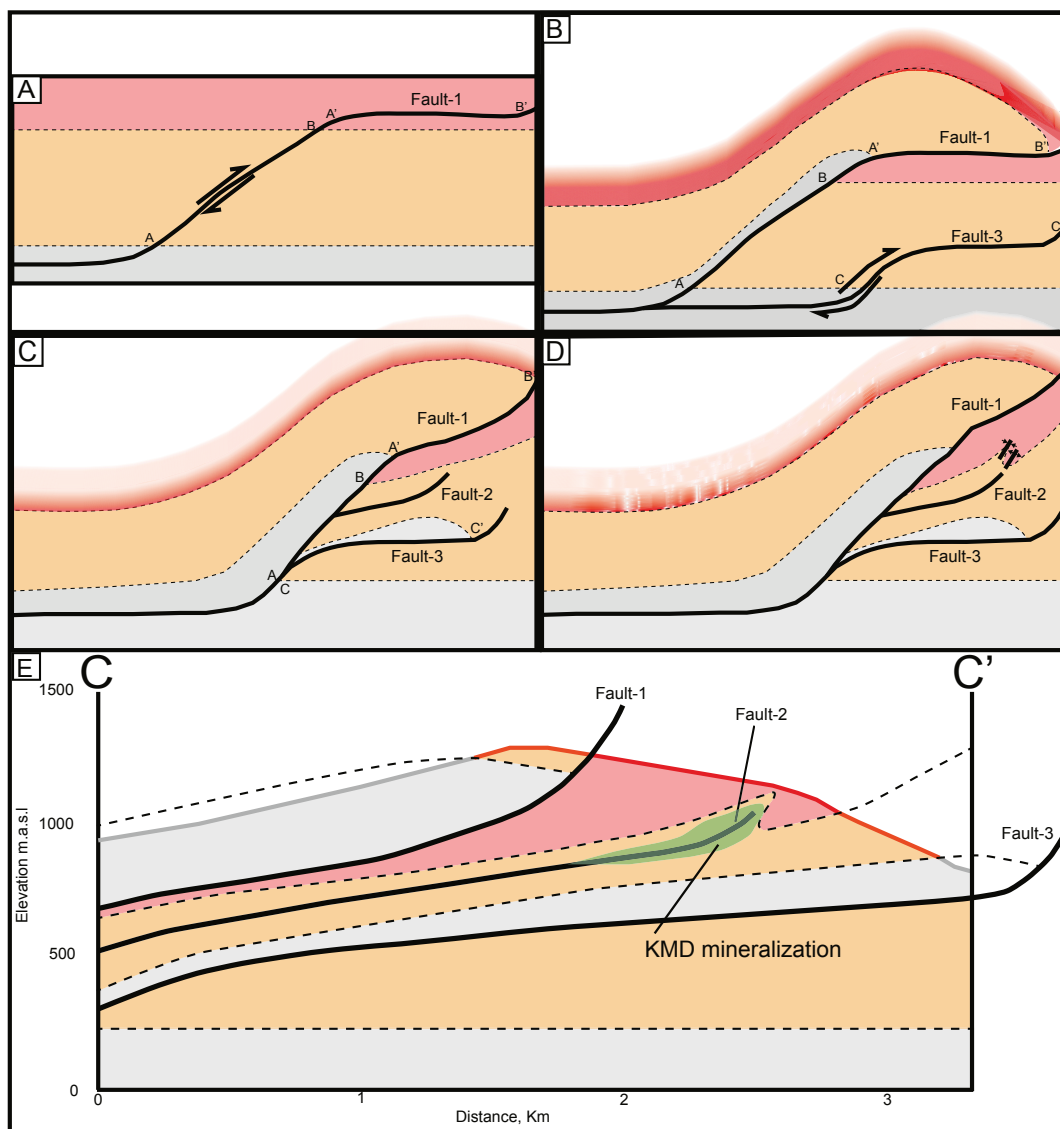 A
Fault-1
B
A'
B'
A
B
Fault-1
A'
B'
B
Fault-3
C
A
C
C
B
Fault-1
A'
B
Fault-2
C'
Fault-3
A
C
D
Fault-1
Fault-2
Fault-3
E
C
C'
1500
Fault-1
Fault-2
1000
Fault-3
Elevation m.a.s.l
KMD mineralization
500
0
0
1
2
3
Distance, Km